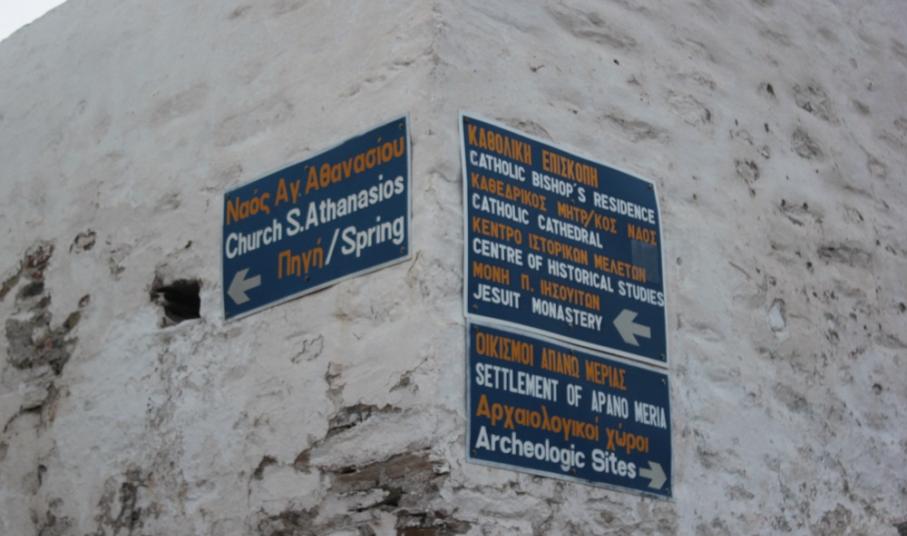 Ναός Αγ. Αθανασίου
Church S.Athanasios
Πηγή/Spring
ΚΑΘΟΛΙΚΗ ΕΠΙΣΚΟΠΗ
CATHOLIC BISHOP'S RESIDENCE
ΚΑΘΕΔΡΙΚΟΣ ΜΗΤΡ/ΚΟΣ ΝΑΟΣ
CATHOLIC CATHEDRAL
ΚΕΝΤΡΟ ΙΣΤΟΡΙΚΩΝ ΜΕΛΕΤΩΝ
CENTRE OF HISTORICAL STUDIES
ΜΟΝΗ Π. ΙΗΣΟΥΙΤΩΝ
JESUIT MONASTERY
ΟΙΚΙΣΜΟΙ ΑΠΑΝΩ ΜΕΡΙΑΣ
SETTLEMENT OF APANO MERIA
Αρχαιολογικοί χώροι
Archeologic Sites